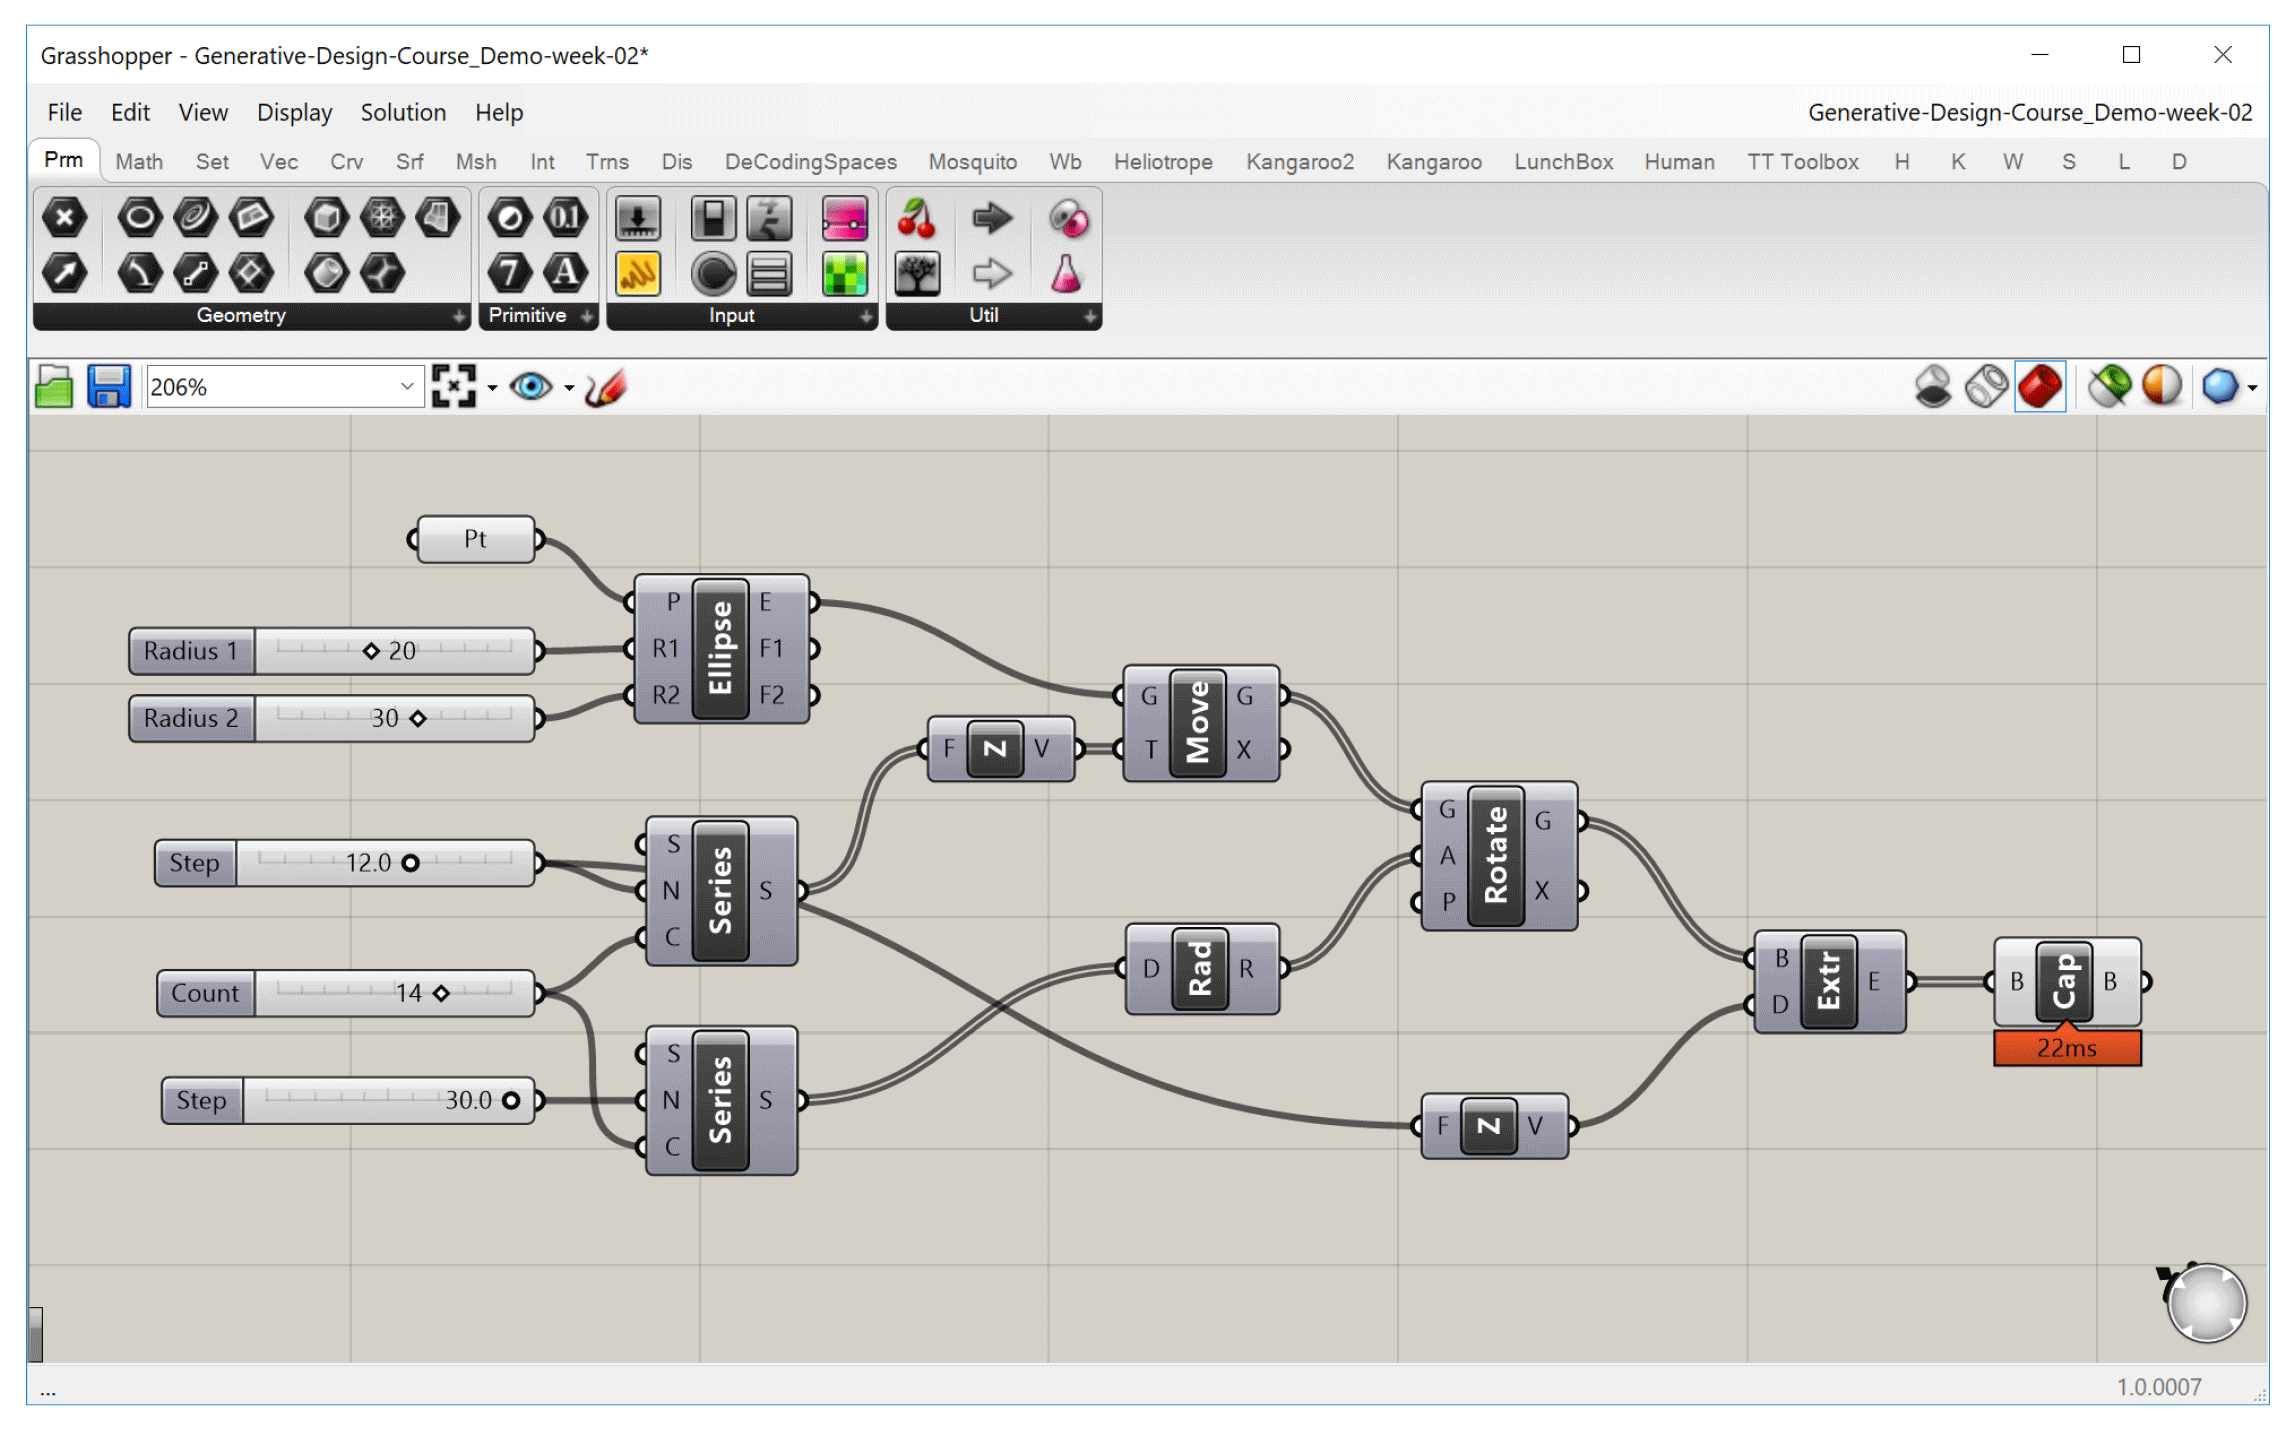 Grasshopper - Generative-Design-Course_Demo-week-02*
File Edit View Display Solution Help Generative-Design-Course_Demo-week-02
Prm Math Set Vec Crv Srf Msh Int Trns Dis DeCodingSpaces Mosquito Wb Heliotrope Kangaroo2 Kangaroo LunchBox Human TT Toolbox H K W S L D
0.1
7 A
Geometry Primitive Input Util
206%
Pt
P E
Radius 1 20 R1 Ellipse F1
Radius 2 30 R2 F2
G Move G
F Z V T X
Step 12.0
S
N Series S
C
G Rotate G
A
P X
Count 14
D Rad R
Step 30.0
S
N Series S
C
B Extr E
D
B Cap B
22ms
F Z V
... 1.0.0007